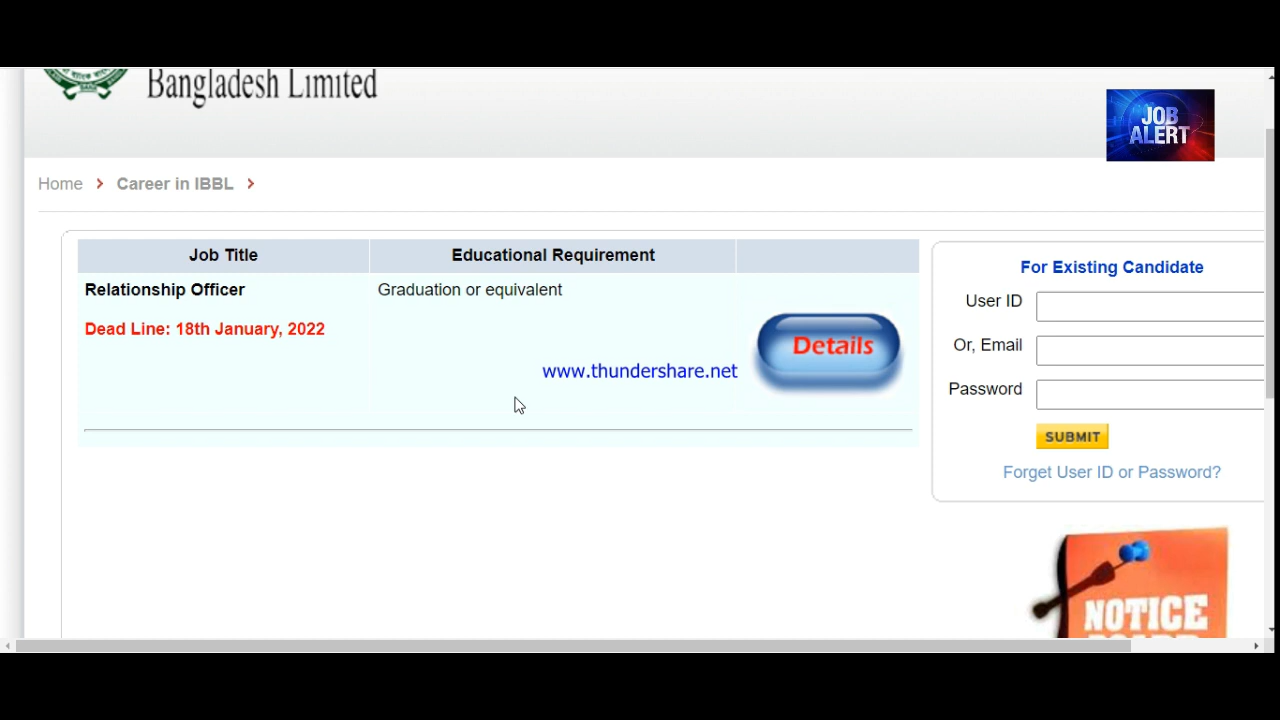 Bangladesh Limited
JOB
ALERT
Home > Career in IBBL >
Job Title Educational Requirement
Relationship Officer Graduation or equivalent
Dead Line: 18th January, 2022
Details
www.thundershare.net
For Existing Candidate
User ID
Or, Email
Password
SUBMIT
Forget User ID or Password?
NOTICE